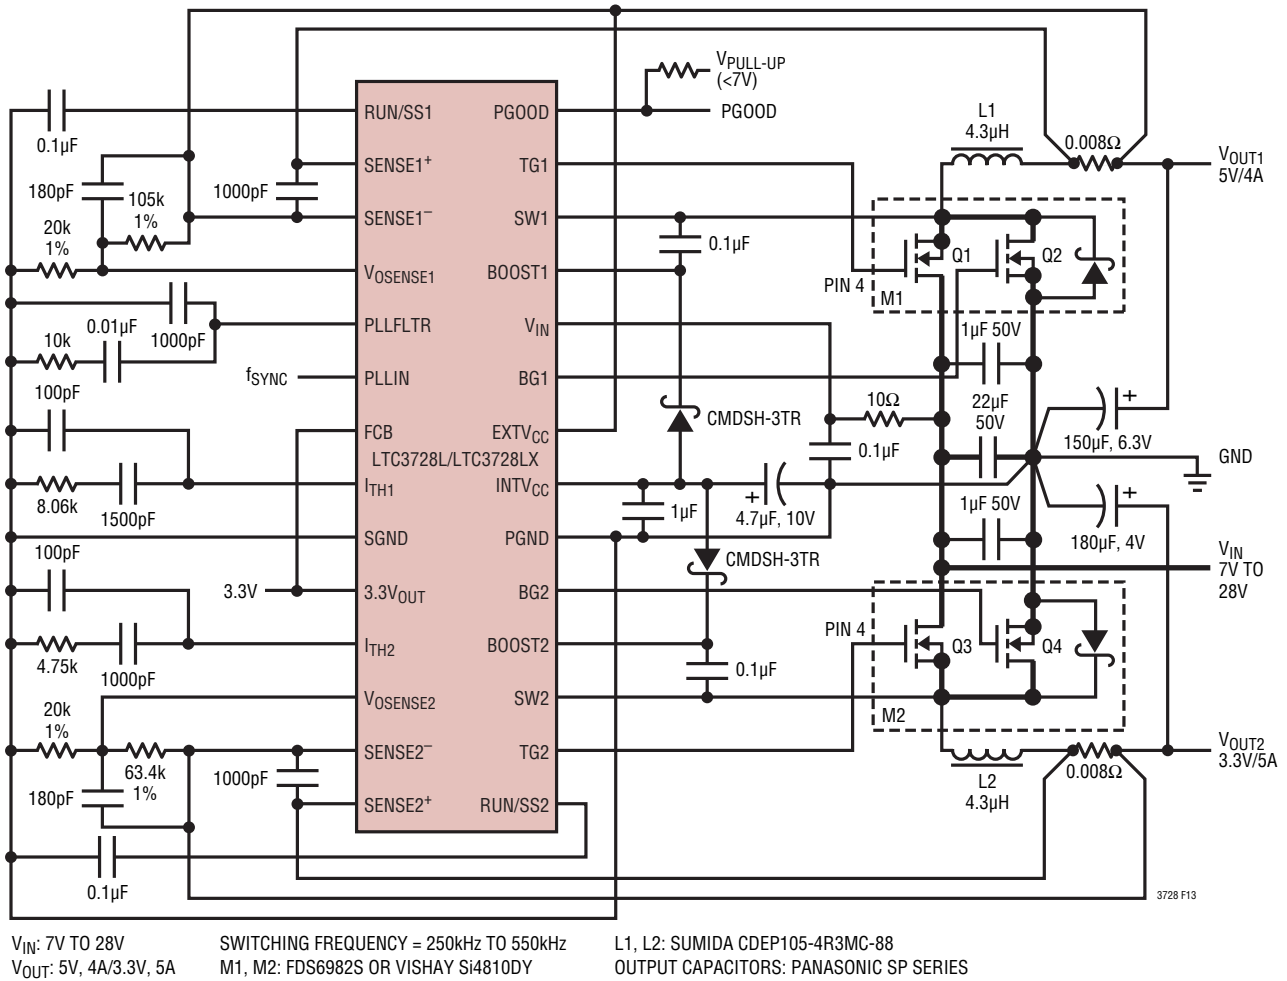 VPULL-UP
(<7V)
PGOOD
0.1µF
180pF
105k
1%
20k
1%
1000pF
0.01µF
1000pF
10k
100pF
fSYNC
8.06k
1500pF
100pF
3.3V
4.75k
1000pF
20k
1%
63.4k
1%
180pF
1000pF
0.1µF
RUN/SS1
SENSE1+
SENSE1–
VOSENSE1
PLLFLTR
PLLIN
FCB
LTC3728L/LTC3728LX
ITH1
SGND
3.3VOUT
ITH2
VOSENSE2
SENSE2–
SENSE2+
PGOOD
TG1
SW1
BOOST1
VIN
BG1
EXTVCC
INTVCC
PGND
BG2
BOOST2
SW2
TG2
RUN/SS2
0.1µF
CMDSH-3TR
10Ω
0.1µF
1µF
+
4.7µF, 10V
CMDSH-3TR
0.1µF
L1
4.3µH
0.008Ω
VOUT1
5V/4A
PIN 4
M1
Q1
Q2
1µF 50V
22µF
50V
1µF 50V
+
150µF, 6.3V
GND
+
180µF, 4V
VIN
7V TO
28V
PIN 4
M2
Q3
Q4
L2
4.3µH
0.008Ω
VOUT2
3.3V/5A
3728 F13
VIN: 7V TO 28V
VOUT: 5V, 4A/3.3V, 5A
SWITCHING FREQUENCY = 250kHz TO 550kHz
M1, M2: FDS6982S OR VISHAY Si4810DY
L1, L2: SUMIDA CDEP105-4R3MC-88
OUTPUT CAPACITORS: PANASONIC SP SERIES